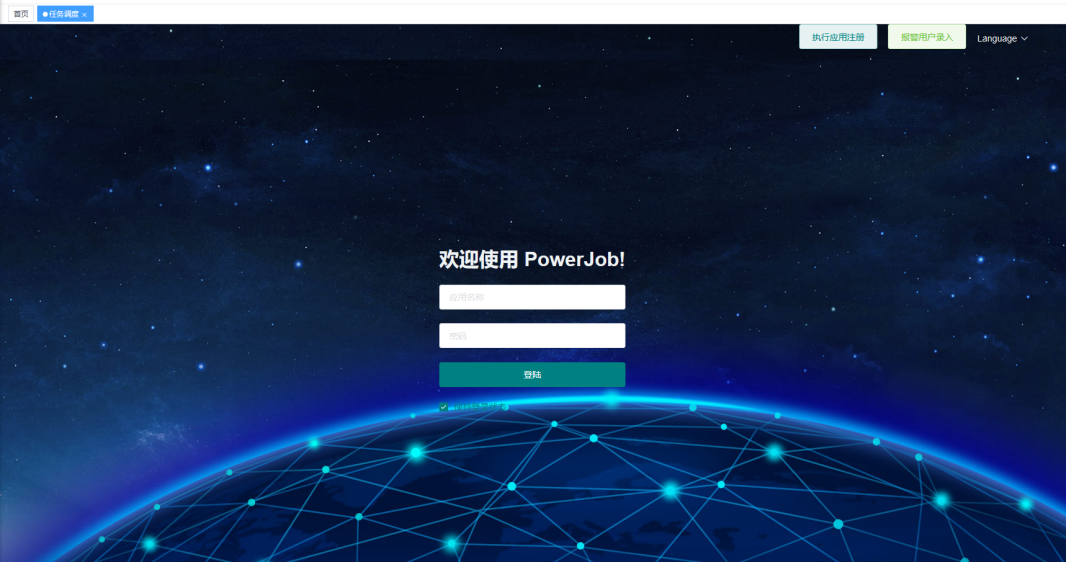 首页
任务调度
执行应用注册
报警用户录入
Language
欢迎使用 PowerJob!
应用名称
密码
登陆